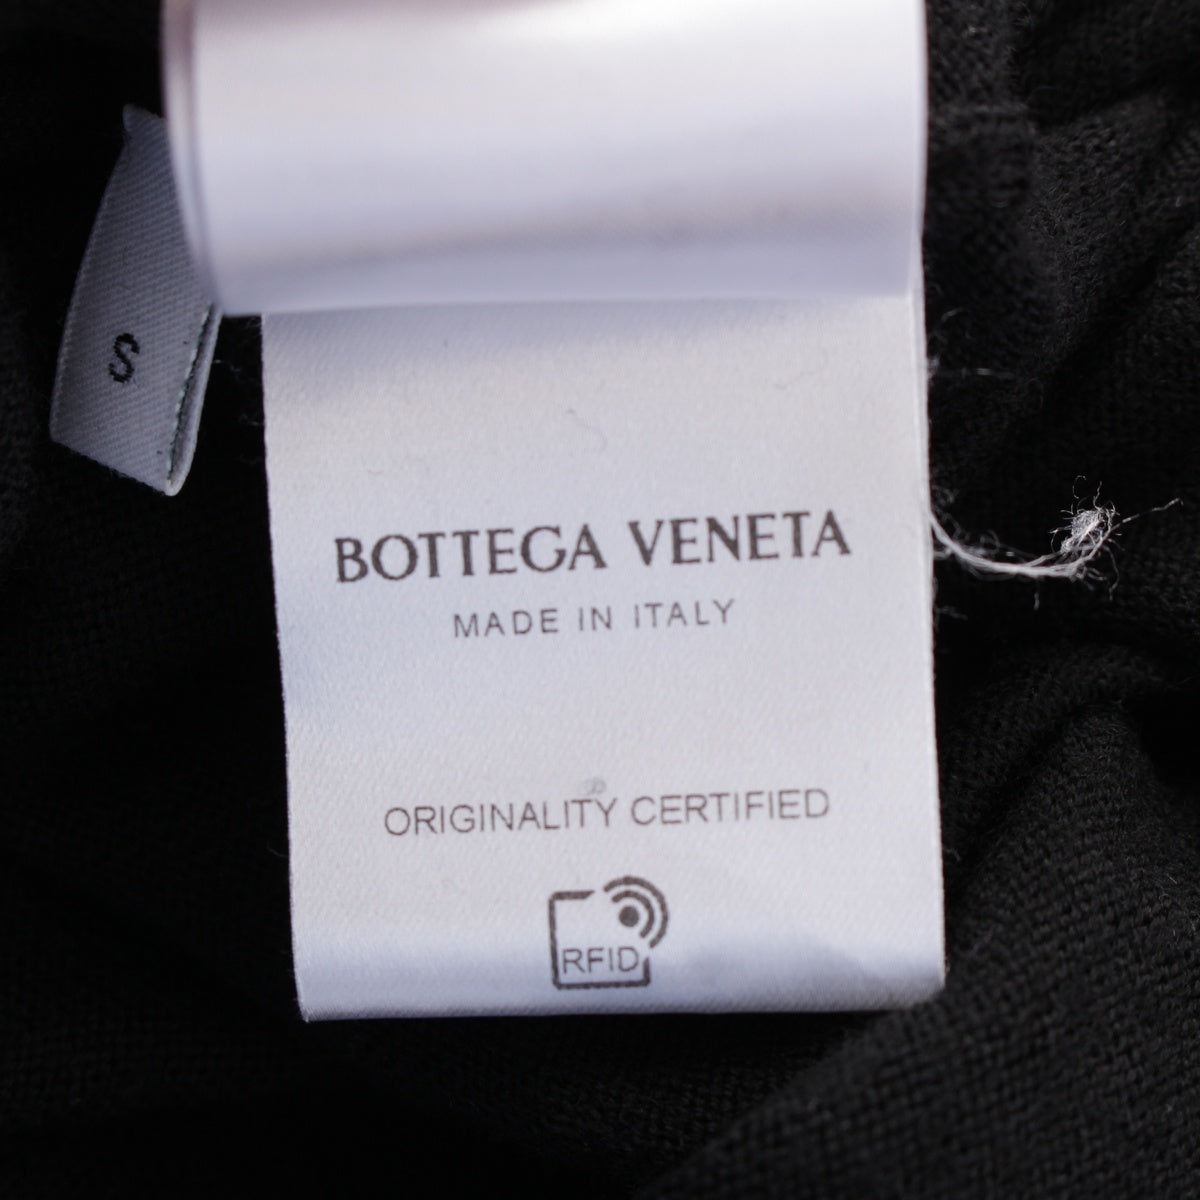 S
BOTTEGA VENETA
MADE IN ITALY
ORIGINALITY CERTIFIED
RFID